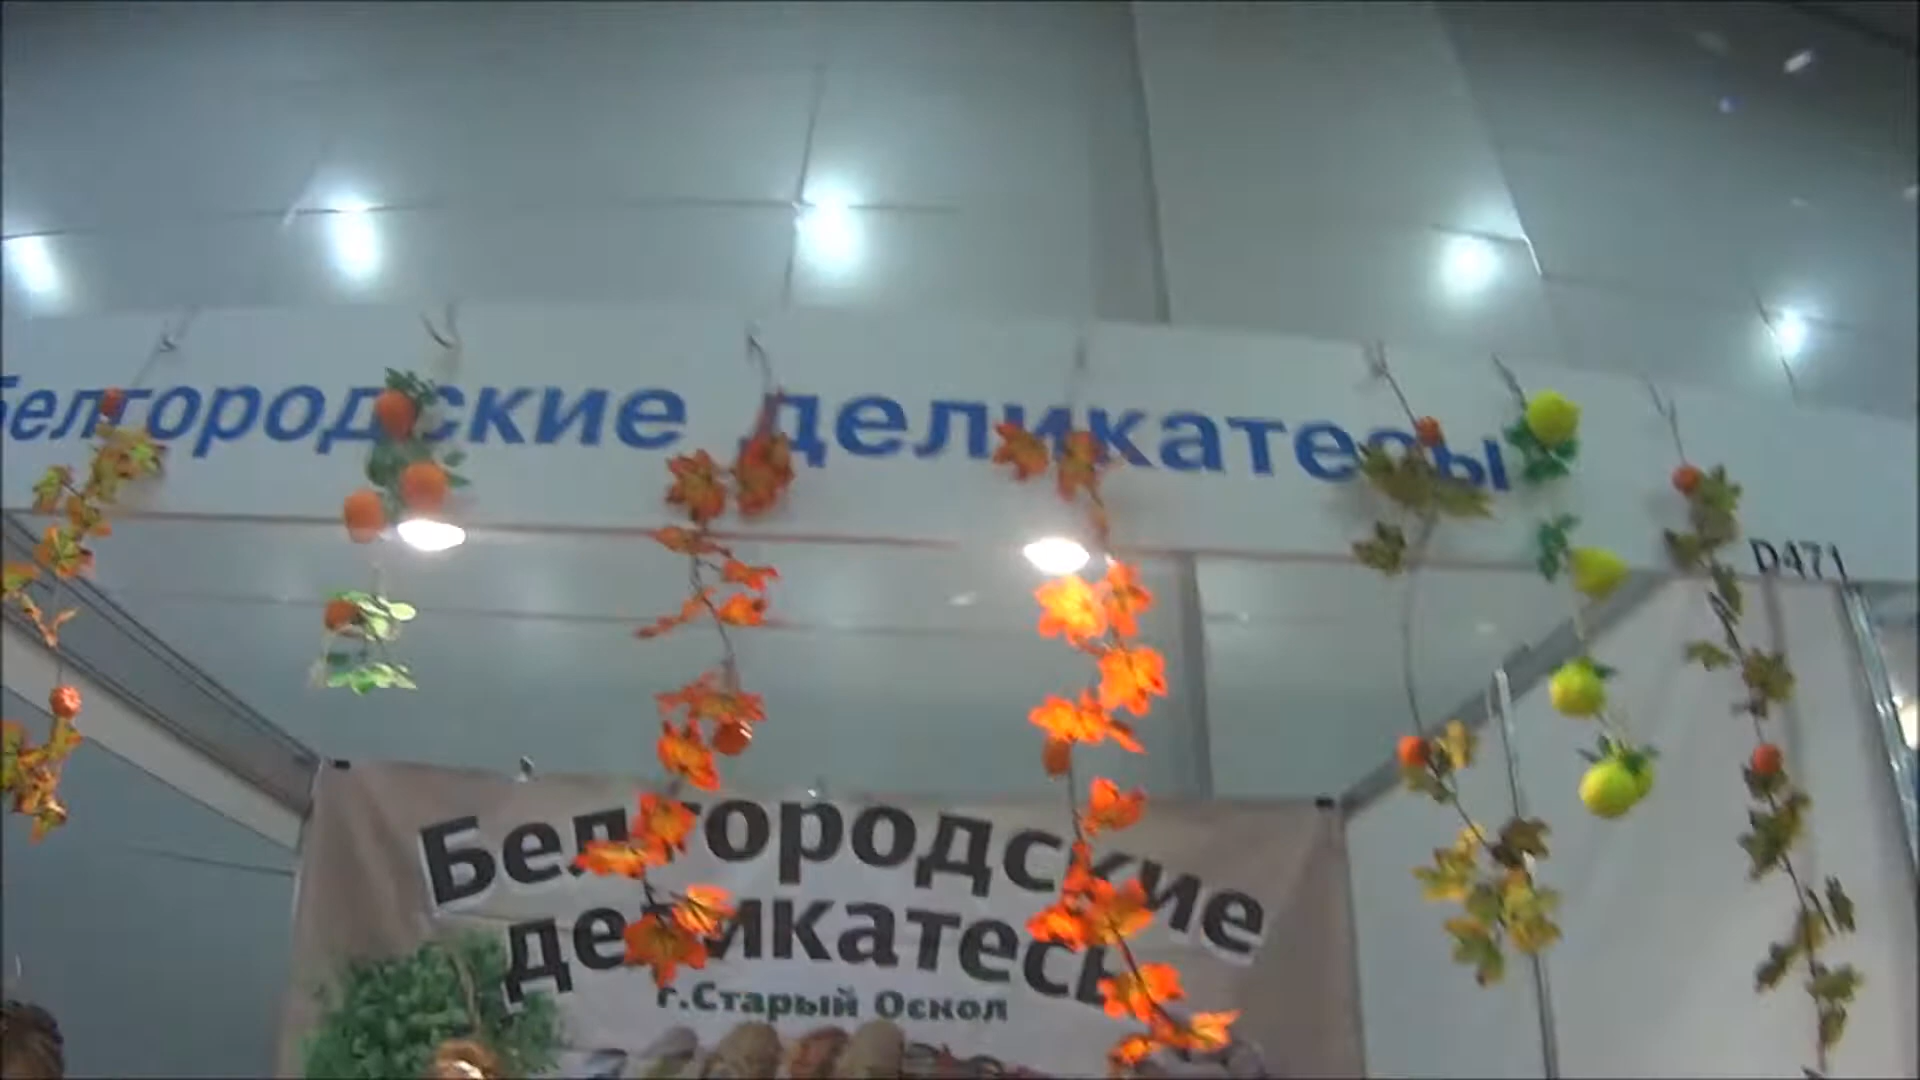 Белгородские деликатесы
D471
Белгородские
деликатесы
г.Старый Оскол